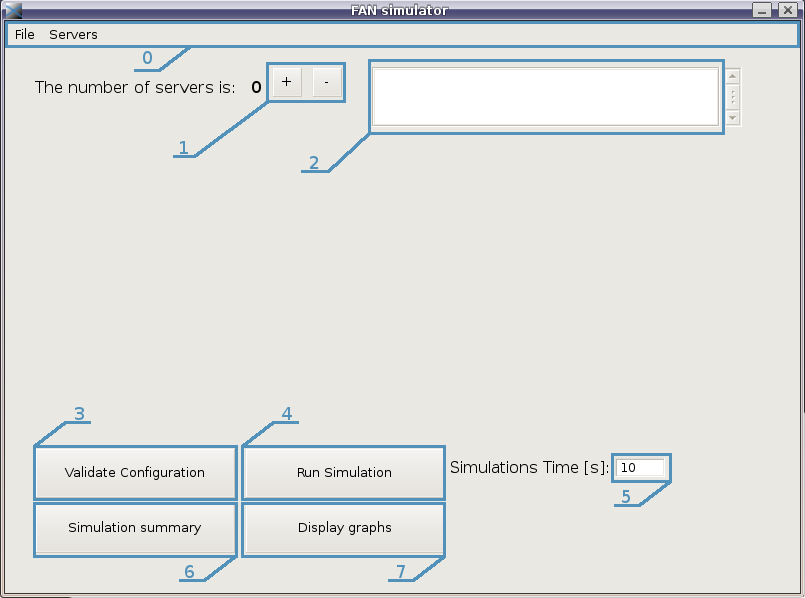 FAN simulator
File Servers
0
The number of servers is: 0 + -
1
2
3
4
Validate Configuration Run Simulation Simulations Time [s]: 10
5
Simulation summary Display graphs
6
7